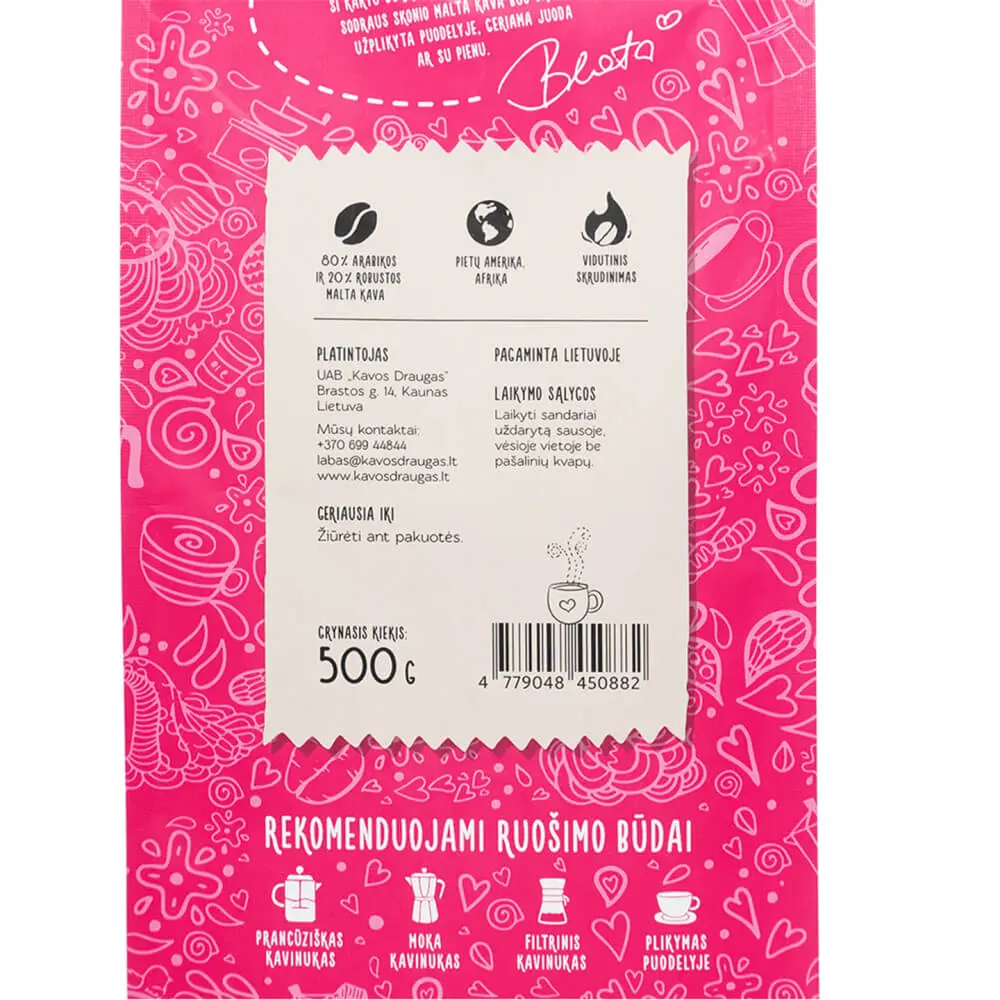 SODRAUS SKONIO MALTA KAVA
UŽPLIKYTA PUODELYJE, GERIAMA JUODA
AR SU PIENU.
Beata
80% ARABIKOS
IR 20% ROBUSTOS
MALTA KAVA
PIETŲ AMERIKA,
AFRIKA
VIDUTINIS
SKRUDINIMAS
PLATINTOJAS
UAB „Kavos Draugas"
Brastos g. 14, Kaunas
Lietuva
Mūsų kontaktai:
+370 699 44844
labas@kavosdraugas.lt
www.kavosdraugas.lt
GERIAUSIA IKI
Žiūrėti ant pakuotės.
PAGAMINTA LIETUVOJE
LAIKYMO SĄLYGOS
Laikyti sandariai
uždarytą sausoje,
vėsioje vietoje be
pašalinių kvapų.
GRYNASIS KIEKIS:
500 G
4 779048 450882
REKOMENDUOJAMI RUOŠIMO BŪDAI
PRANCŪZIŠKAS
KAVINUKAS
MOKA
KAVINUKAS
FILTRINIS
KAVINUKAS
PLIKYMAS
PUODELYJE